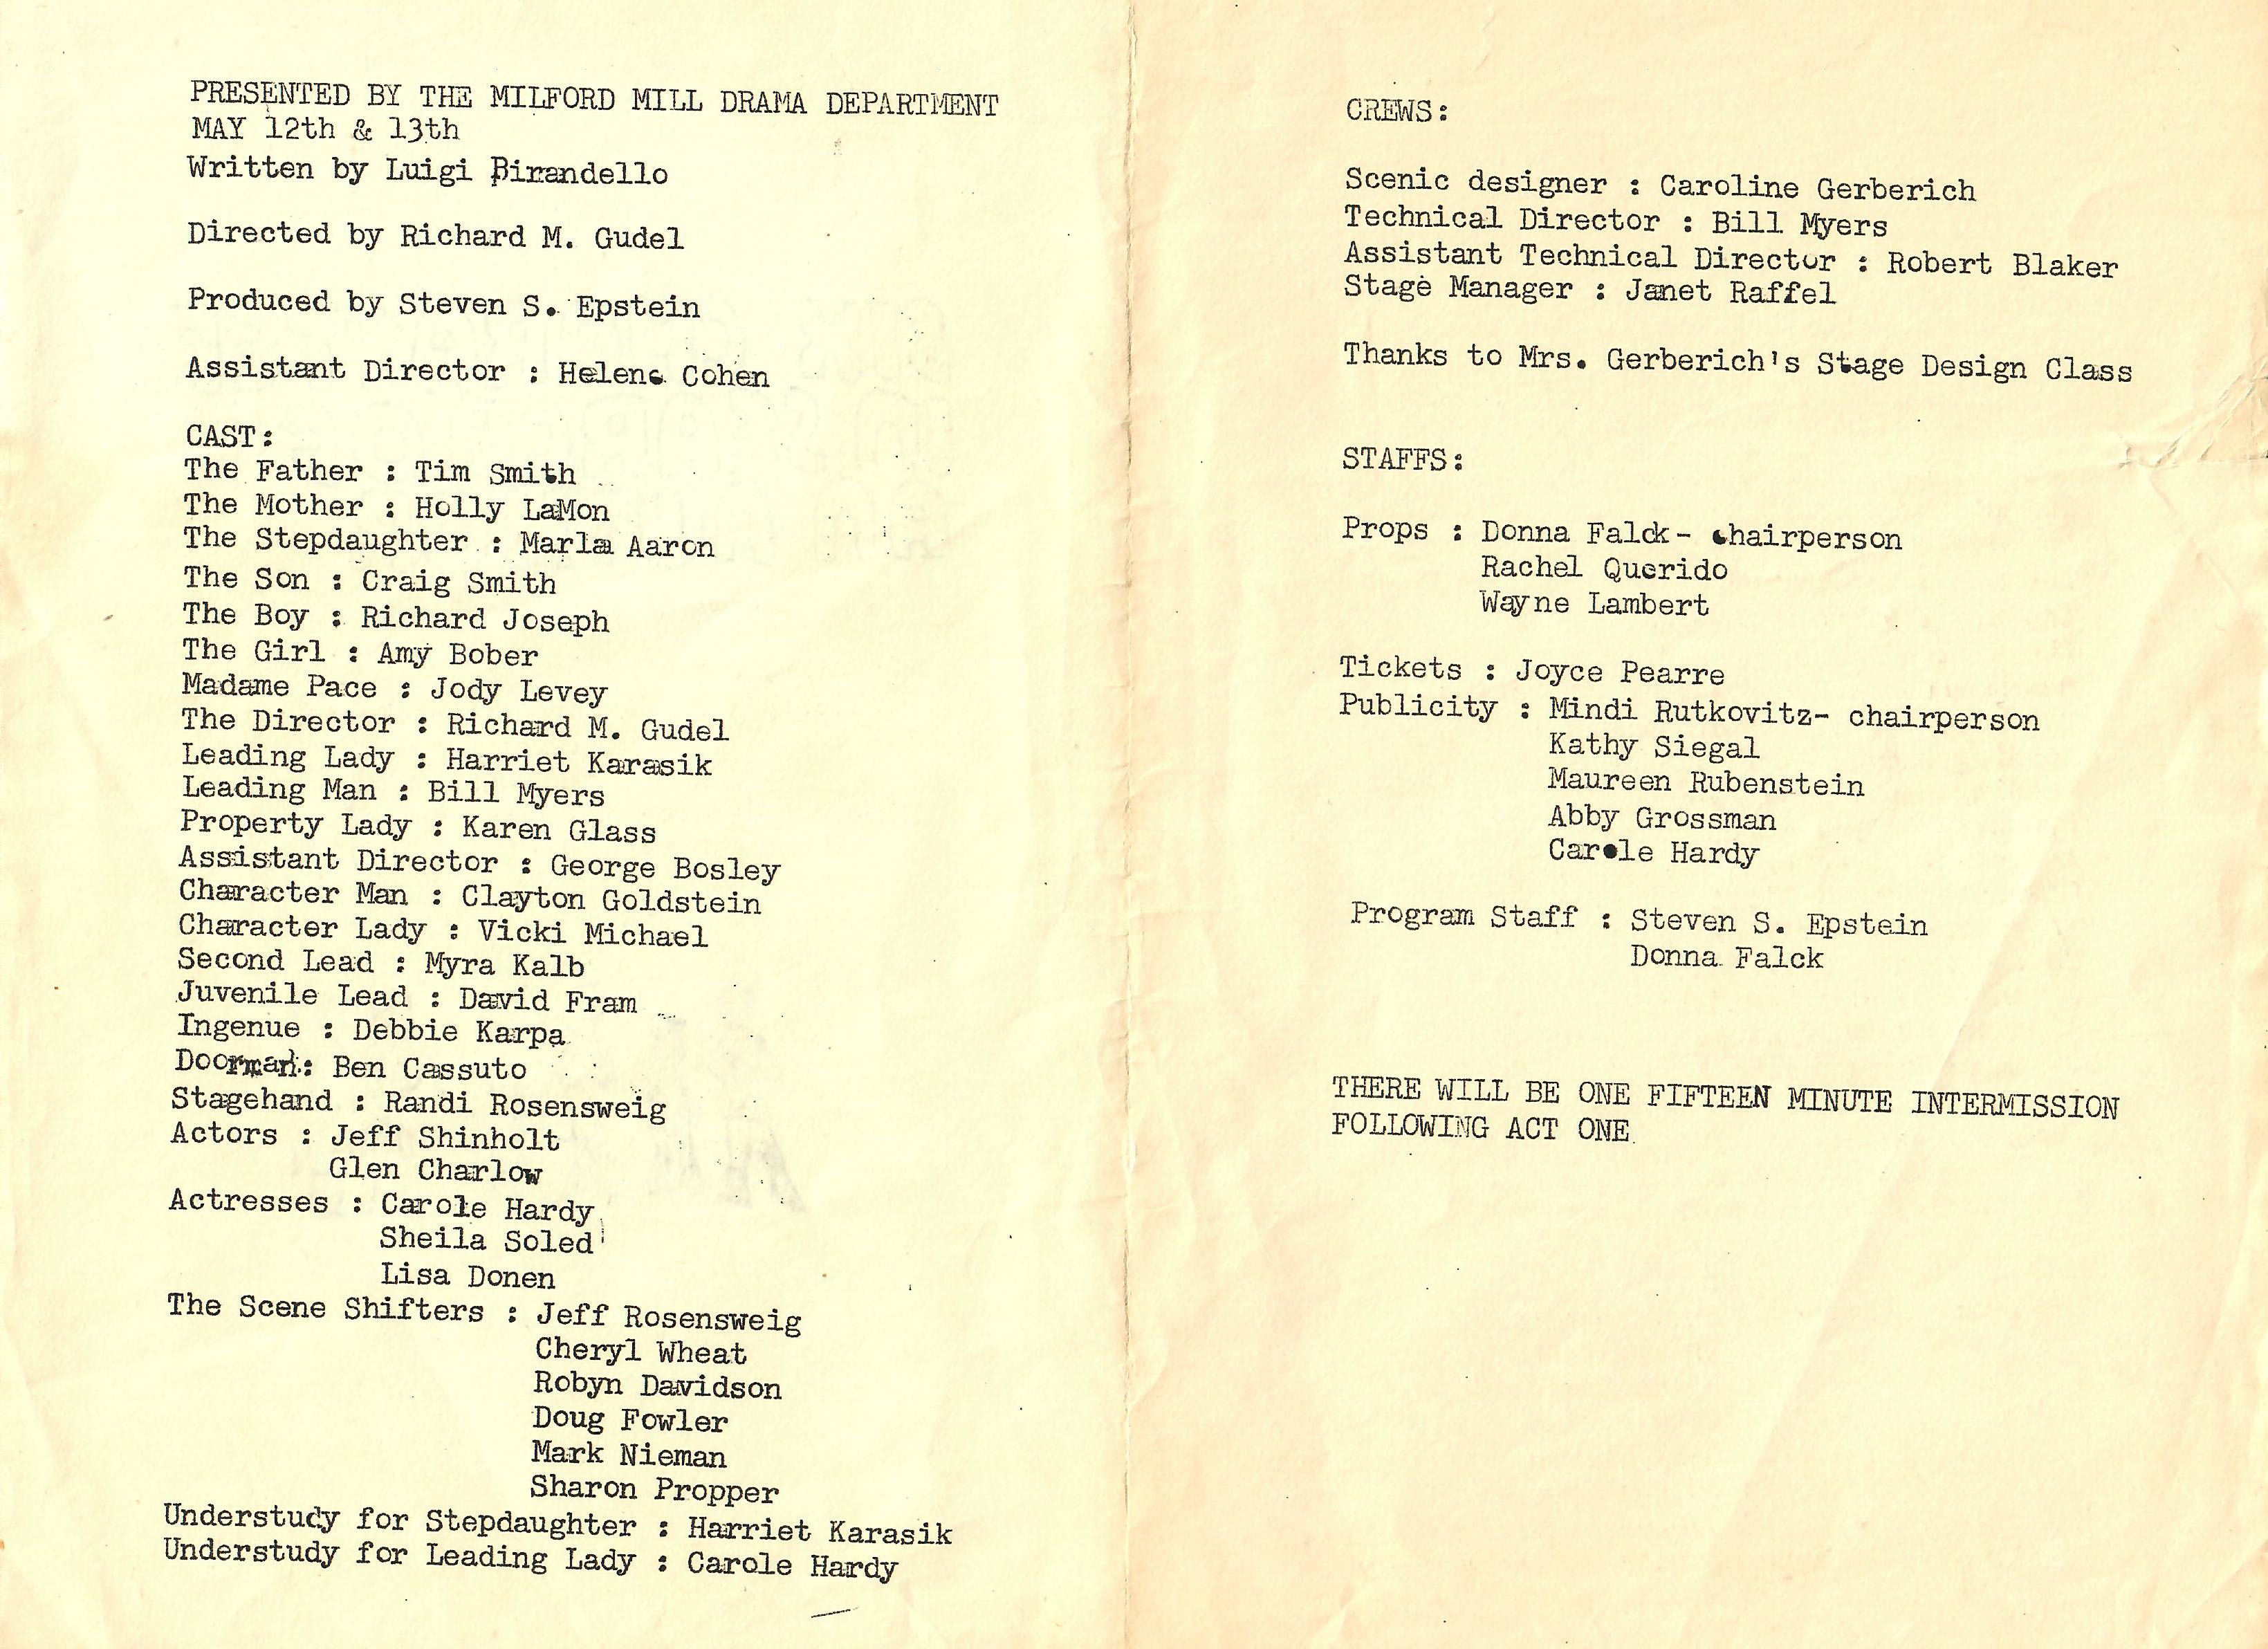 PRESENTED BY THE MILFORD MILL DRAMA DEPARTMENT
MAY 12th & 13th
Written by Luigi Pirandello
Directed by Richard M. Gudel
Produced by Steven S. Epstein
Assistant Director : Helene Cohen
CAST:
The Father : Tim Smith
The Mother : Holly LaMon
The Stepdaughter : Marla Aaron
The Son : Craig Smith
The Boy : Richard Joseph
The Girl : Amy Bober
Madame Pace : Jody Levey
The Director : Richard M. Gudel
Leading Lady : Harriet Karasik
Leading Man : Bill Myers
Property Lady : Karen Glass
Assistant Director : George Bosley
Character Man : Clayton Goldstein
Character Lady : Vicki Michael
Second Lead : Myra Kalb
Juvenile Lead : David Fram
Ingenue : Debbie Karpa
Doorman: Ben Cassuto
Stagehand : Randi Rosensweig
Actors : Jeff Shinholt
Glen Charlow
Actresses : Carole Hardy
Sheila Soled
Lisa Donen
The Scene Shifters : Jeff Rosensweig
Cheryl Wheat
Robyn Davidson
Doug Fowler
Mark Nieman
Sharon Propper
Understudy for Stepdaughter : Harriet Karasik
Understudy for Leading Lady : Carole Hardy
CREWS:
Scenic designer : Caroline Gerberich
Technical Director : Bill Myers
Assistant Technical Director : Robert Blaker
Stage Manager : Janet Raffel
Thanks to Mrs. Gerberich's Stage Design Class
STAFFS:
Props : Donna Falck- chairperson
Rachel Querido
Wayne Lambert
Tickets : Joyce Pearre
Publicity : Mindi Rutkovitz- chairperson
Kathy Siegal
Maureen Rubenstein
Abby Grossman
Carole Hardy
Program Staff : Steven S. Epstein
Donna Falck
THERE WILL BE ONE FIFTEEN MINUTE INTERMISSION
FOLLOWING ACT ONE